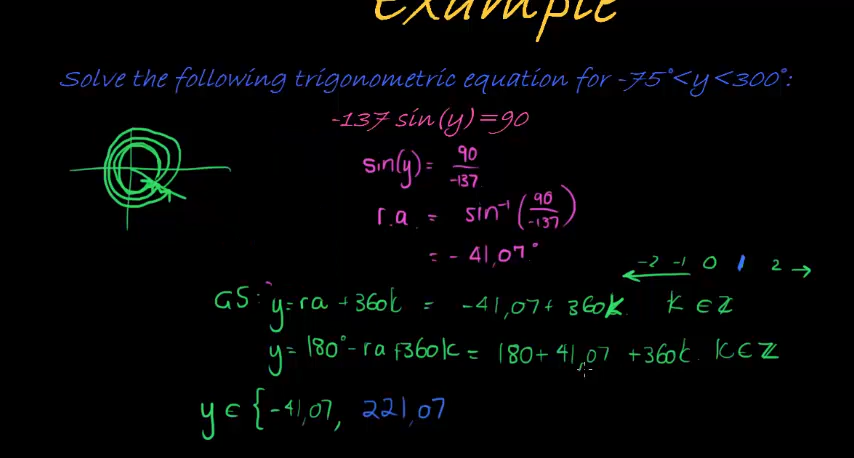 Example
Solve the following trigonometric equation for -75°<y<300°:
-137 sin(y)=90
sin(y)= 90/-137
r.a. = sin⁻¹(90/-137)
= -41,07°
-2 -1 0 1 2
GS: y=ra +360k = -41,07+ 360k. K ∈ ℤ
y= 180°-ra +360k = 180+ 41,07 +360k. K∈ℤ
y ∈ {-41,07, 221,07